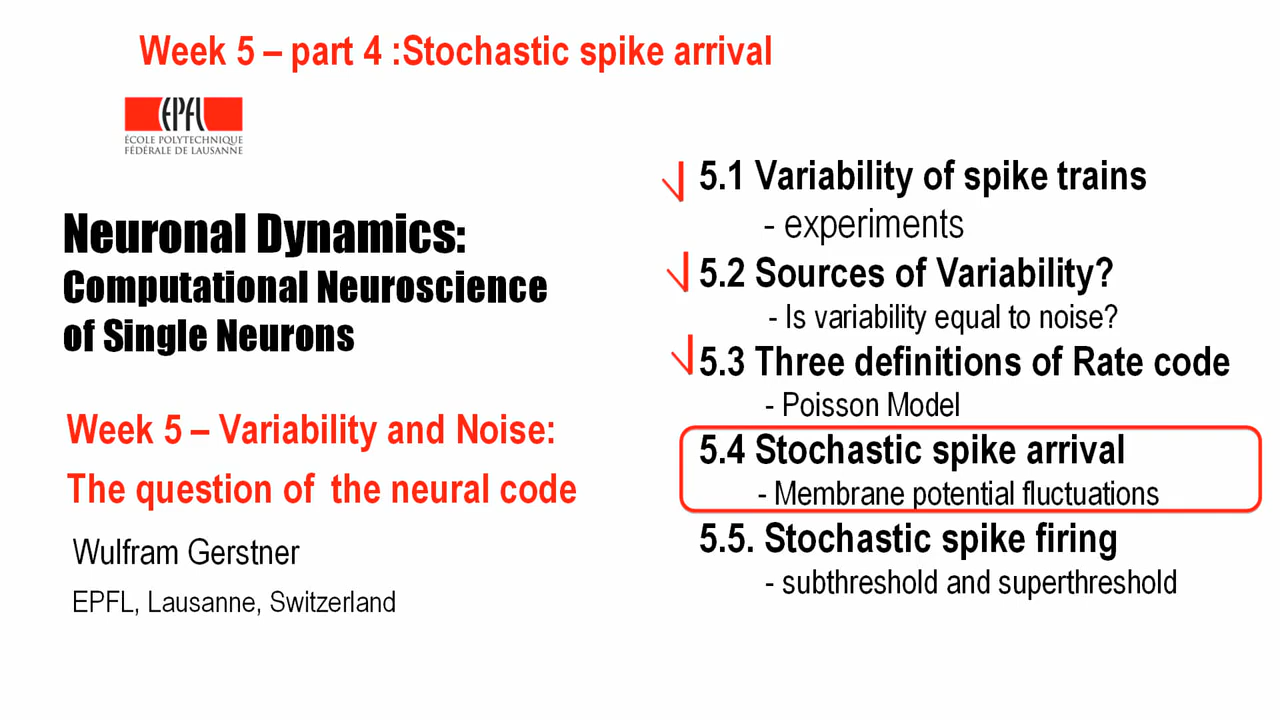 Week 5 – part 4 :Stochastic spike arrival
EPFL
ÉCOLE POLYTECHNIQUE
FÉDÉRALE DE LAUSANNE
Neuronal Dynamics:
Computational Neuroscience
of Single Neurons
Week 5 – Variability and Noise:
The question of the neural code
Wulfram Gerstner
EPFL, Lausanne, Switzerland
5.1 Variability of spike trains
- experiments
5.2 Sources of Variability?
- Is variability equal to noise?
5.3 Three definitions of Rate code
- Poisson Model
5.4 Stochastic spike arrival
- Membrane potential fluctuations
5.5. Stochastic spike firing
- subthreshold and superthreshold